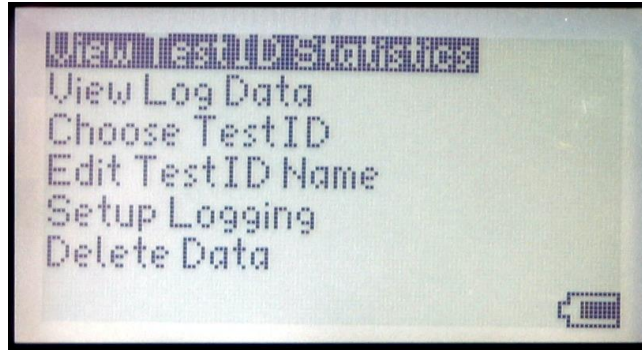 View TestID Statistics
View Log Data
Choose TestID
Edit TestID Name
Setup Logging
Delete Data